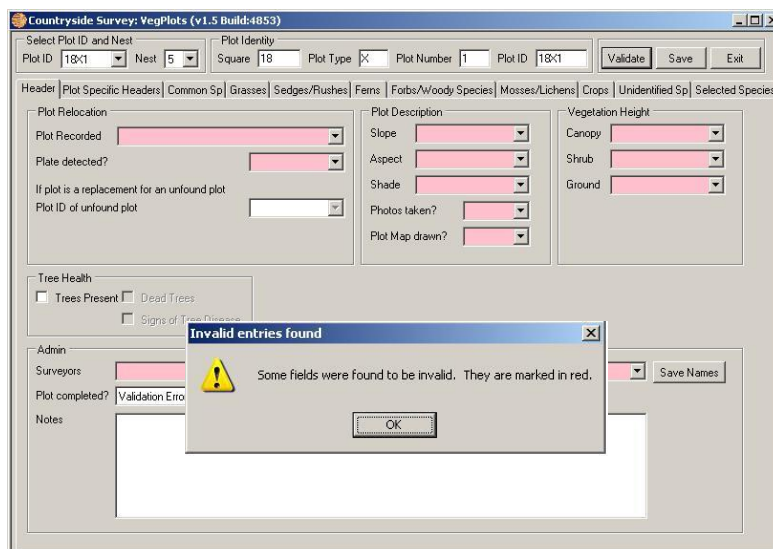 Countryside Survey: VegPlots (v1.5 Build:4853)
Select Plot ID and Nest
Plot Identity
Plot ID 18X1 Nest 5 Square 18 Plot Type X Plot Number 1 Plot ID 18X1 Validate Save Exit
Header Plot Specific Headers Common Sp Grasses Sedges/Rushes Ferns Forbs/Woody Species Mosses/Lichens Crops Unidentified Sp Selected Species
Plot Relocation
Plot Recorded
Plate detected?
If plot is a replacement for an unfound plot
Plot ID of unfound plot
Plot Description
Slope
Aspect
Shade
Photos taken?
Plot Map drawn?
Vegetation Height
Canopy
Shrub
Ground
Tree Health
Trees Present Dead Trees
Signs of Tree Disease
Invalid entries found
Some fields were found to be invalid. They are marked in red.
OK
Admin
Surveyors Save Names
Plot completed? Validation Erro
Notes